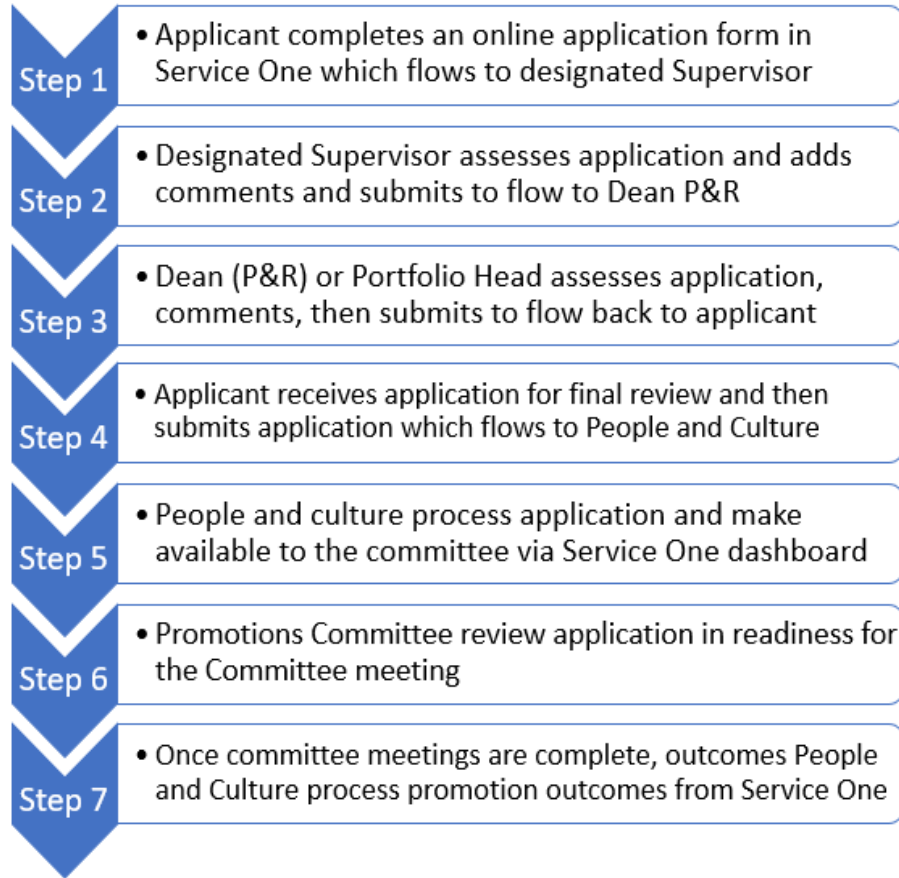 Step 1
• Applicant completes an online application form in
Service One which flows to designated Supervisor
Step 2
• Designated Supervisor assesses application and adds
comments and submits to flow to Dean P&R
Step 3
• Dean (P&R) or Portfolio Head assesses application,
comments, then submits to flow back to applicant
Step 4
• Applicant receives application for final review and then
submits application which flows to People and Culture
Step 5
• People and culture process application and make
available to the committee via Service One dashboard
Step 6
• Promotions Committee review application in readiness for
the Committee meeting
Step 7
• Once committee meetings are complete, outcomes People
and Culture process promotion outcomes from Service One